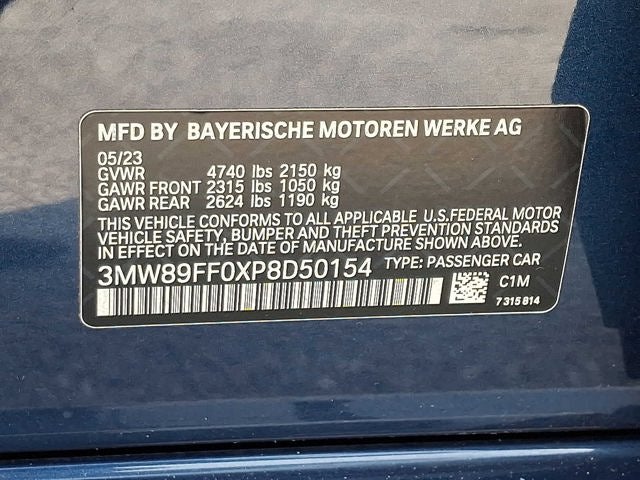 MFD BY BAYERISCHE MOTOREN WERKE AG
05/23
GVWR 4740 lbs 2150 kg
GAWR FRONT 2315 lbs 1050 kg
GAWR REAR 2624 lbs 1190 kg
THIS VEHICLE CONFORMS TO ALL APPLICABLE U.S.FEDERAL MOTOR
VEHICLE SAFETY, BUMPER AND THEFT PREVENTION STANDARDS
IN EFFECT ON THE DATE OF MANUFACTURE SHOWN ABOVE.
3MW89FF0XP8D50154 TYPE: PASSENGER CAR
C1M
7 315 814